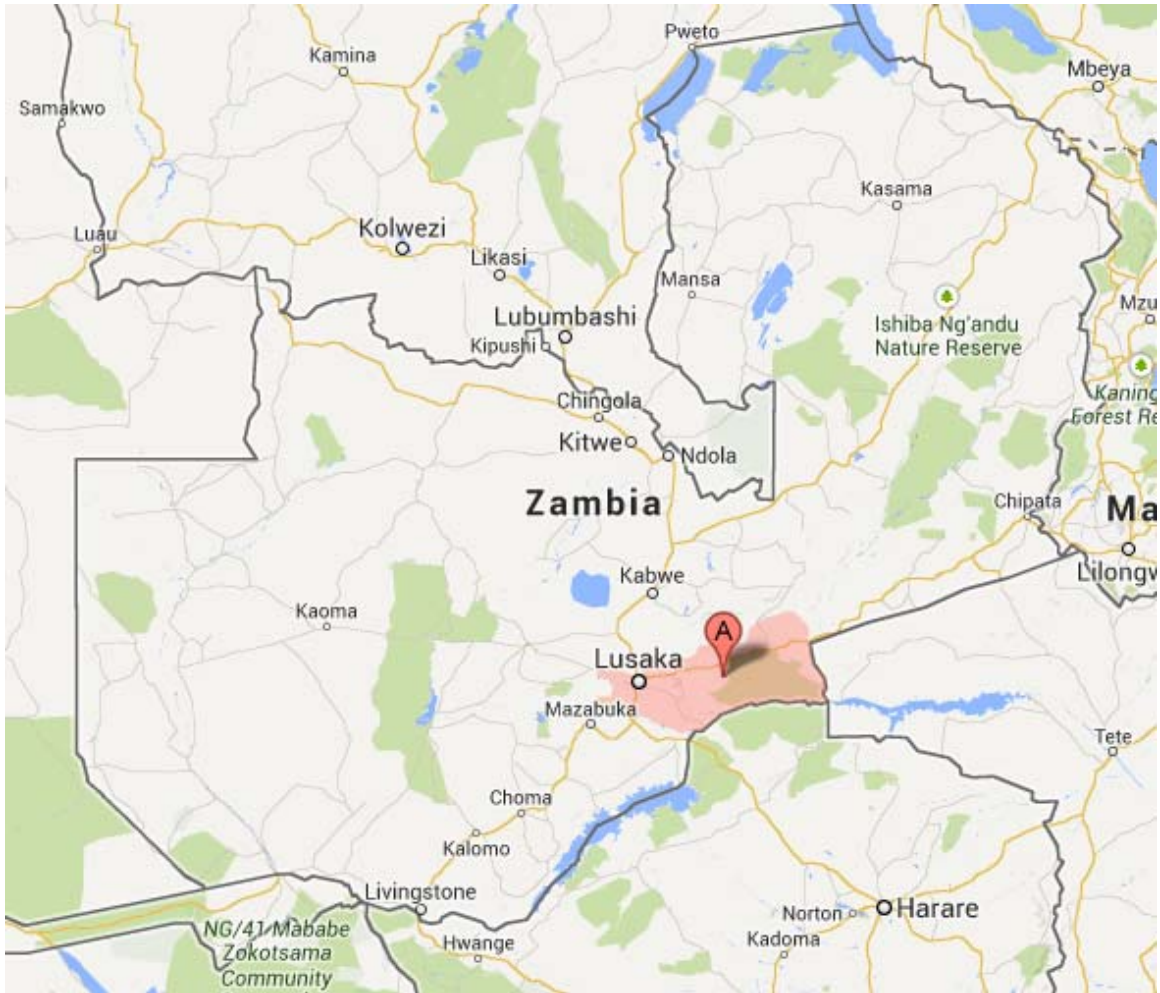 Pweto
Kamina
Mbeya
Samakwo
Kasama
Luau
Kolwezi
Likasi
Mansa
Mzu
Lubumbashi
Kipushi
Ishiba Ng'andu
Nature Reserve
Kaning
Forest Re
Chingola
Kitwe
Ndola
Zambia
Chipata
Ma
Lilongw
Kabwe
Kaoma
A
Lusaka
Mazabuka
Tete
Choma
Kalomo
Livingstone
Norton
Harare
NG/41 Mababe
Zokotsama
Community
Hwange
Kadoma